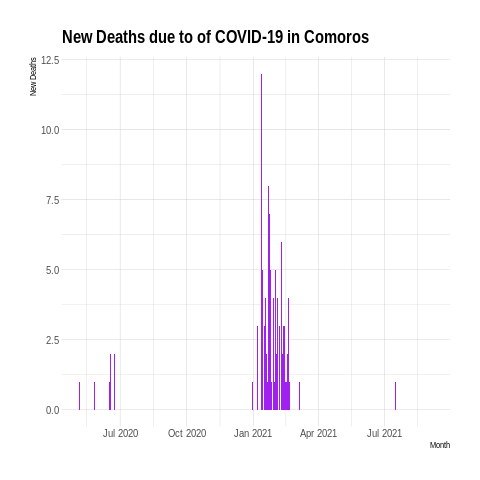 New Deaths due to of COVID-19 in Comoros
New Deaths
12.5
10.0
7.5
5.0
2.5
0.0
Jul 2020 Oct 2020 Jan 2021 Apr 2021 Jul 2021
Month